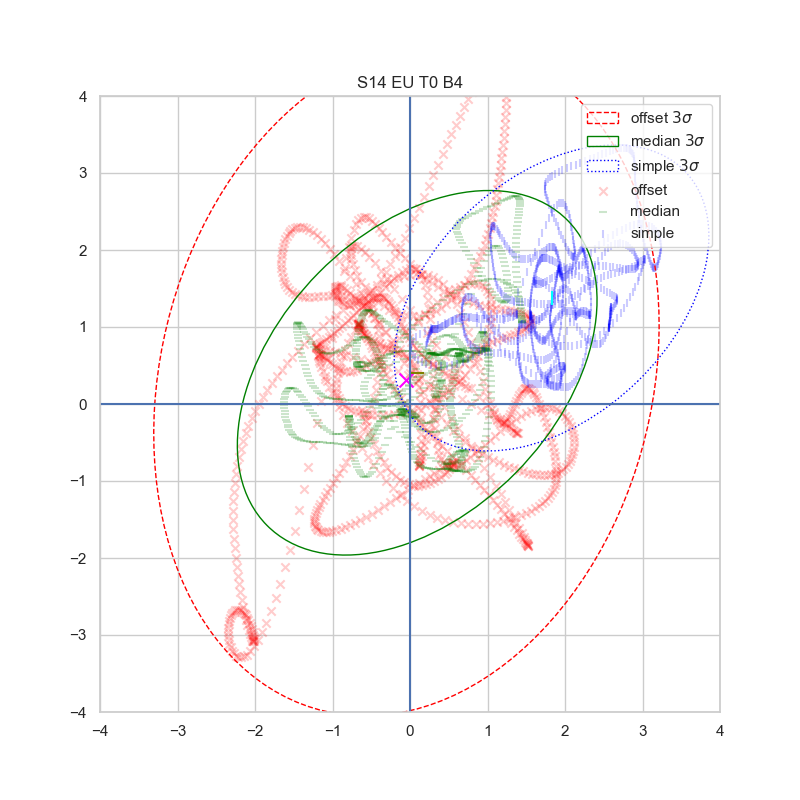 S14 EU T0 B4
offset 3σ
median 3σ
simple 3σ
offset
median
simple
4
3
2
1
0
−1
−2
−3
−4
−4
−3
−2
−1
0
1
2
3
4